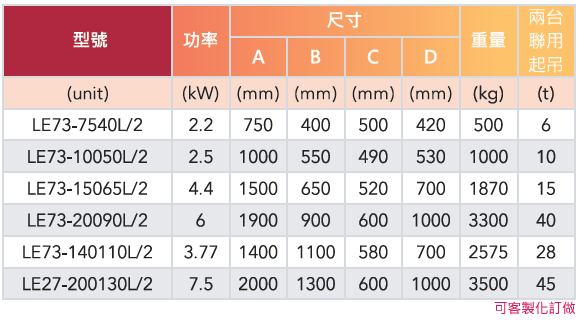 型號 功率 尺寸 重量 兩台聯用起吊
A B C D
(unit) (kW) (mm) (mm) (mm) (mm) (kg) (t)
LE73-7540L/2 2.2 750 400 500 420 500 6
LE73-10050L/2 2.5 1000 550 490 530 1000 10
LE73-15065L/2 4.4 1500 650 520 700 1870 15
LE73-20090L/2 6 1900 900 600 1000 3300 40
LE73-140110L/2 3.77 1400 1100 580 700 2575 28
LE27-200130L/2 7.5 2000 1300 600 1000 3500 45
可客製化訂做